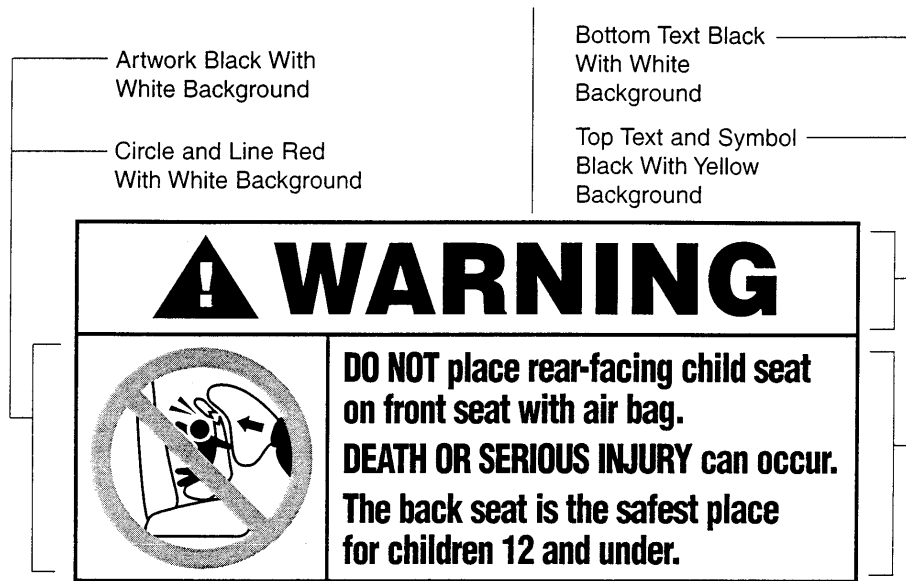 Artwork Black With
White Background
Circle and Line Red
With White Background
Bottom Text Black
With White
Background
Top Text and Symbol
Black With Yellow
Background
! WARNING
DO NOT place rear-facing child seat
on front seat with air bag.
DEATH OR SERIOUS INJURY can occur.
The back seat is the safest place
for children 12 and under.